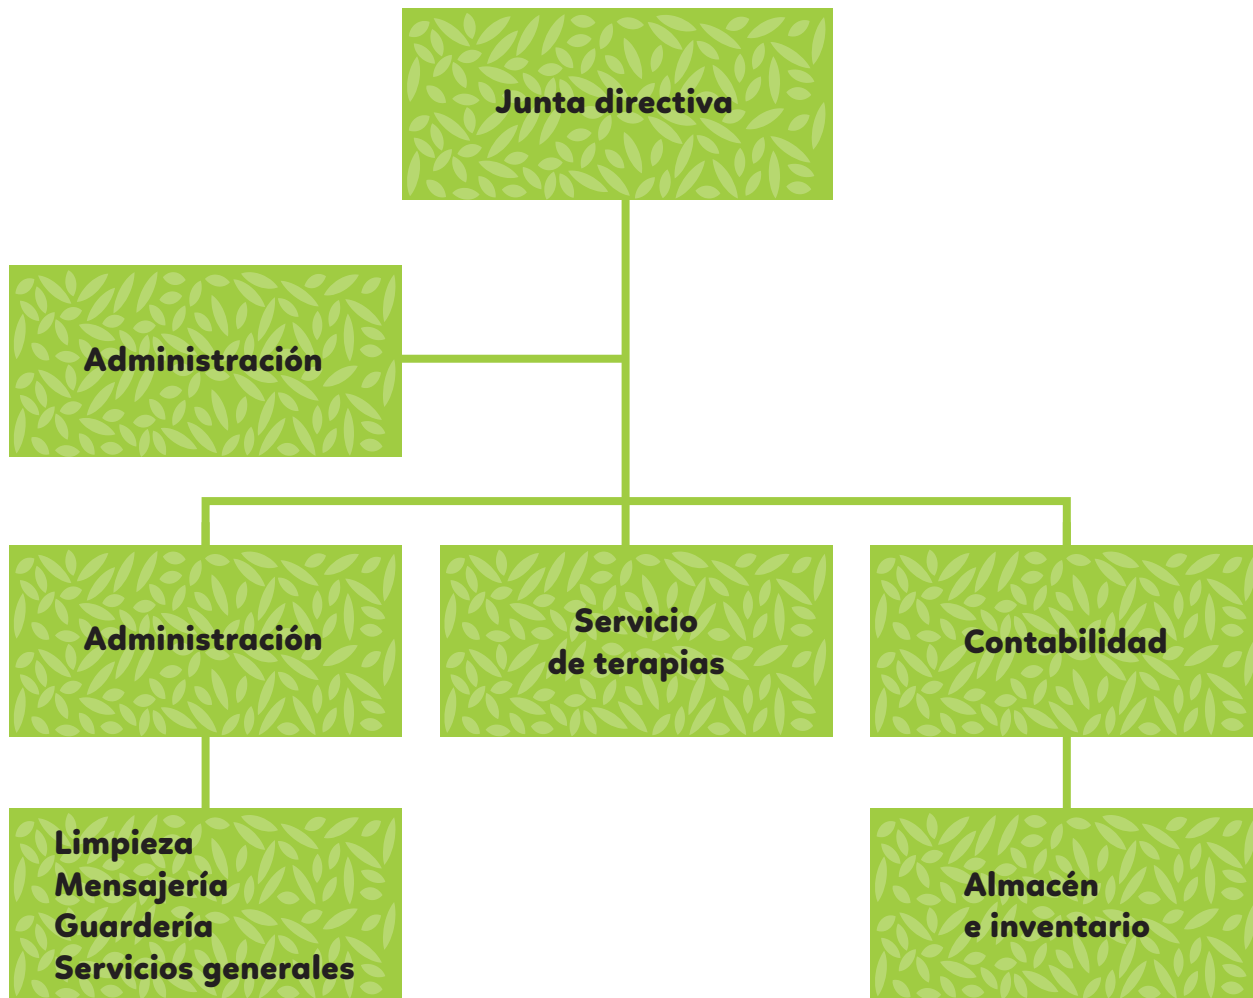 Junta directiva
Administración
Administración
Servicio
de terapias
Contabilidad
Limpieza
Mensajería
Guardería
Servicios generales
Almacén
e inventario